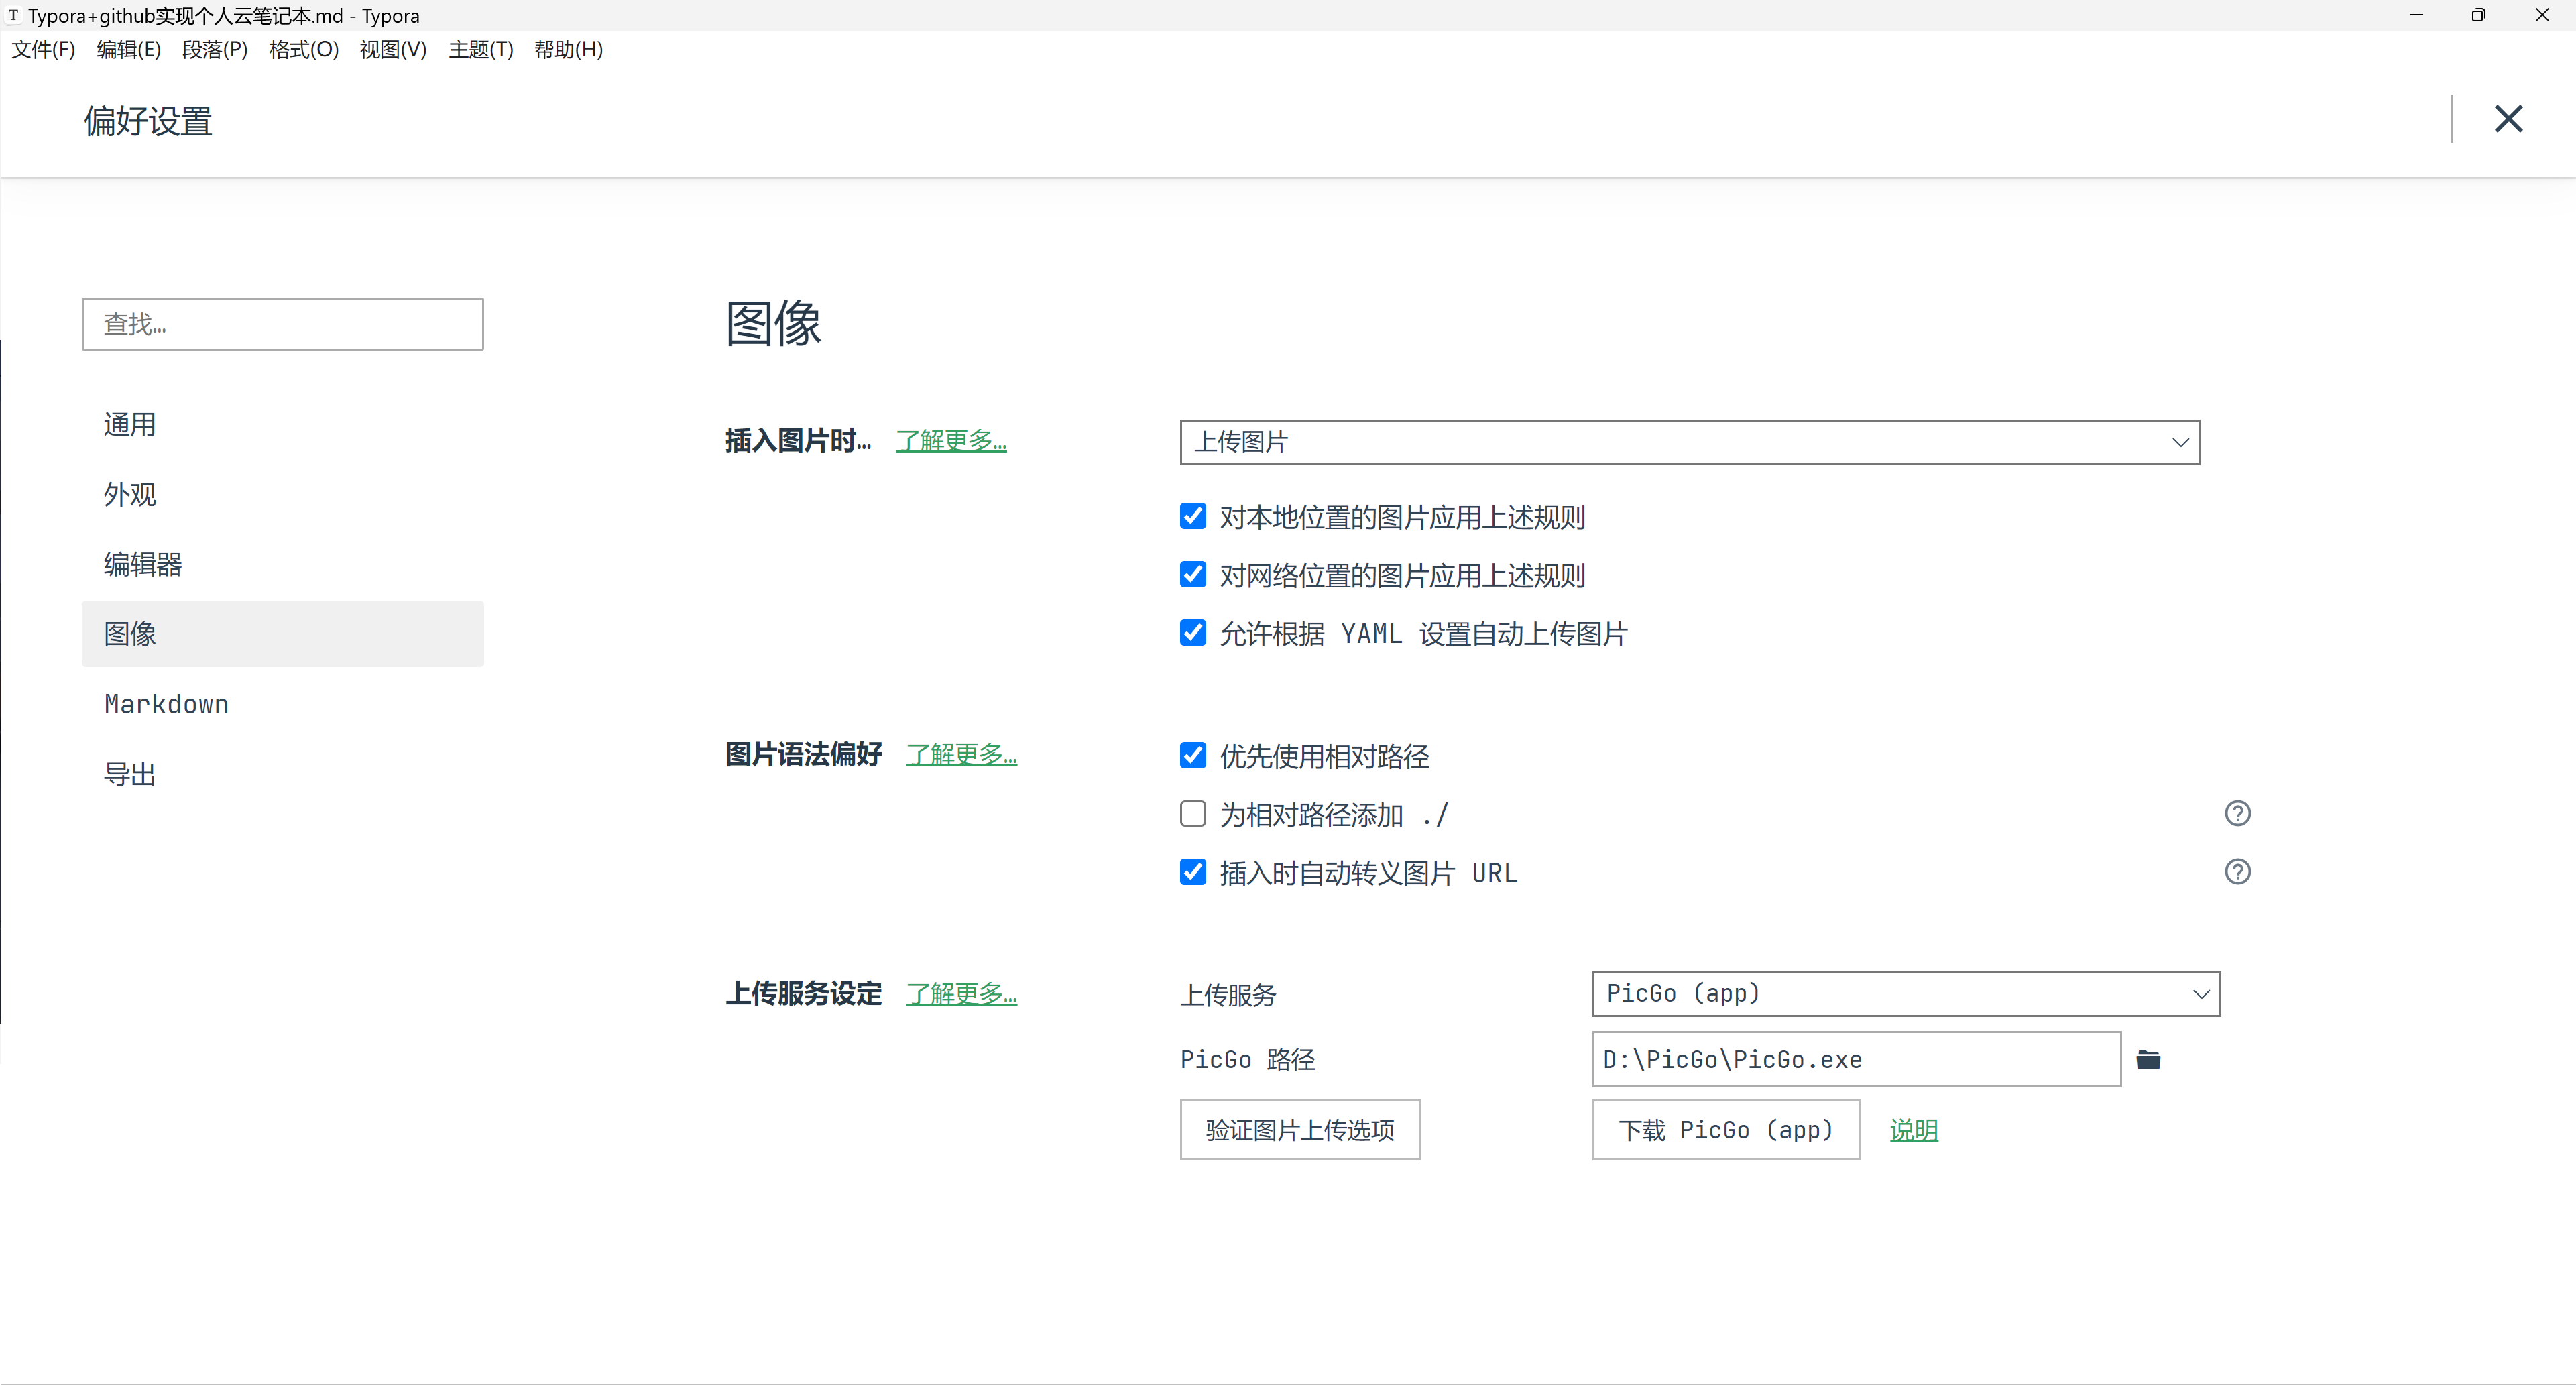 Typora+github实现个人云笔记本.md - Typora
文件(F) 编辑(E) 段落(P) 格式(O) 视图(V) 主题(T) 帮助(H)
偏好设置
查找…
通用
外观
编辑器
图像
Markdown
导出
图像
插入图片时… 了解更多…
上传图片
对本地位置的图片应用上述规则
对网络位置的图片应用上述规则
允许根据 YAML 设置自动上传图片
图片语法偏好 了解更多…
优先使用相对路径
为相对路径添加 ./
插入时自动转义图片 URL
上传服务设定 了解更多…
上传服务 PicGo (app)
PicGo 路径 D:\PicGo\PicGo.exe
验证图片上传选项 下载 PicGo (app) 说明